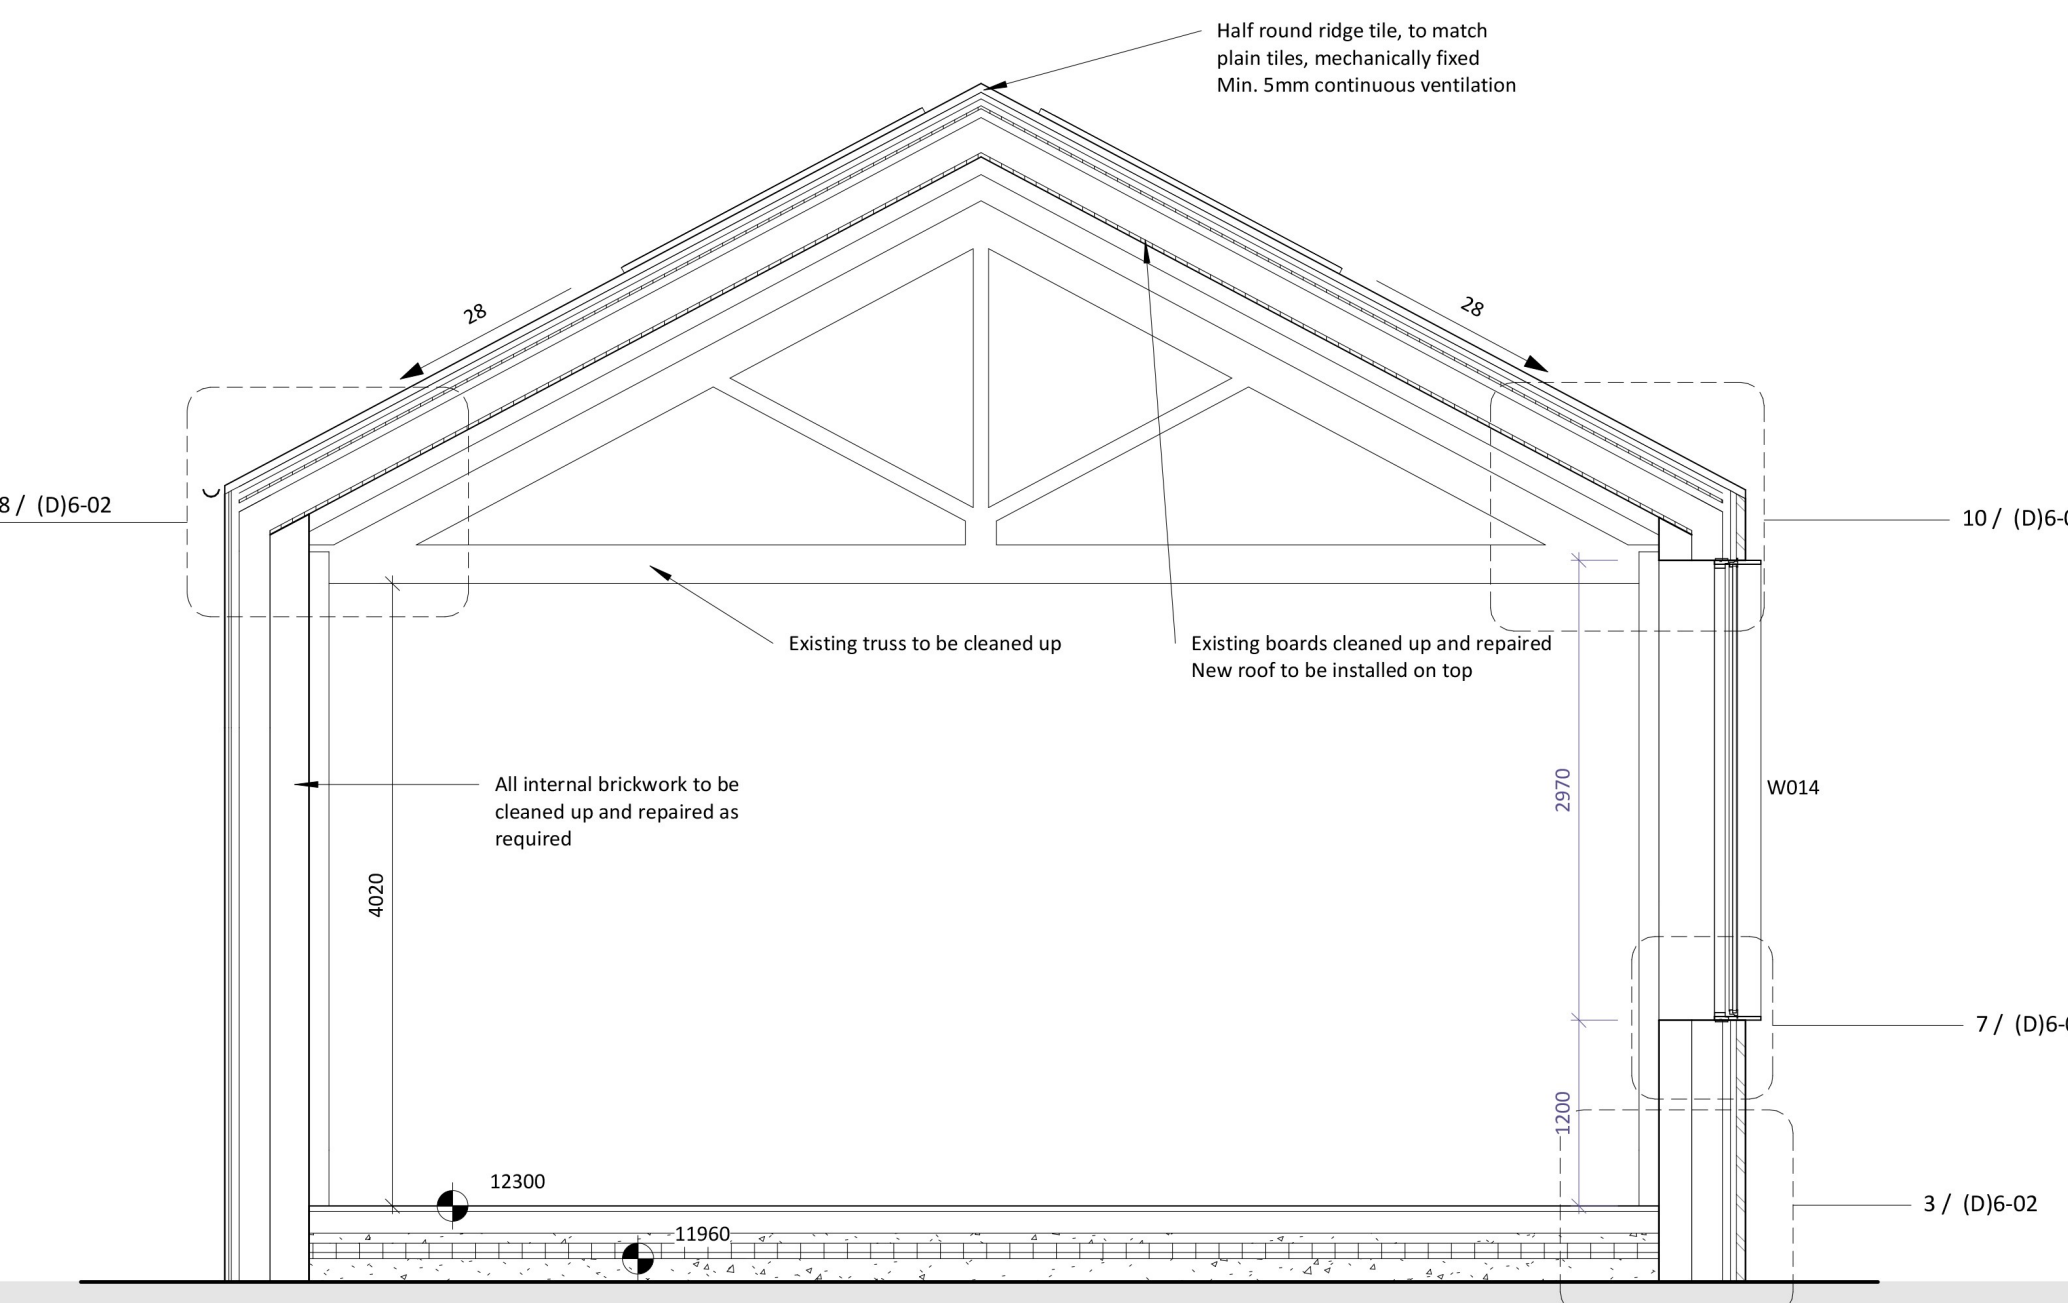 Half round ridge tile, to match
plain tiles, mechanically fixed
Min. 5mm continuous ventilation
28
28
8 / (D)6-02
10 / (D)6-0
Existing truss to be cleaned up
Existing boards cleaned up and repaired
New roof to be installed on top
All internal brickwork to be
cleaned up and repaired as
required
2970
W014
4020
7 / (D)6-0
1200
12300
3 / (D)6-02
11960